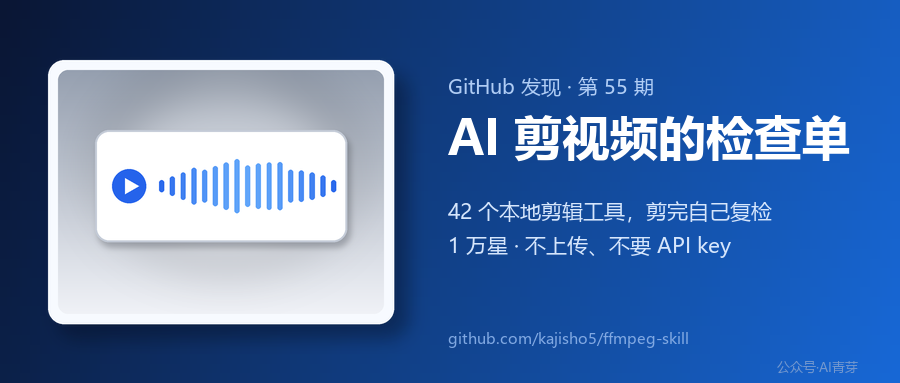 GitHub 发现 · 第 55 期
AI 剪视频的检查单
42 个本地剪辑工具，剪完自己复检
1 万星 · 不上传、不要 API key
github.com/kajisho5/ffmpeg-skill
公众号·AI青芽